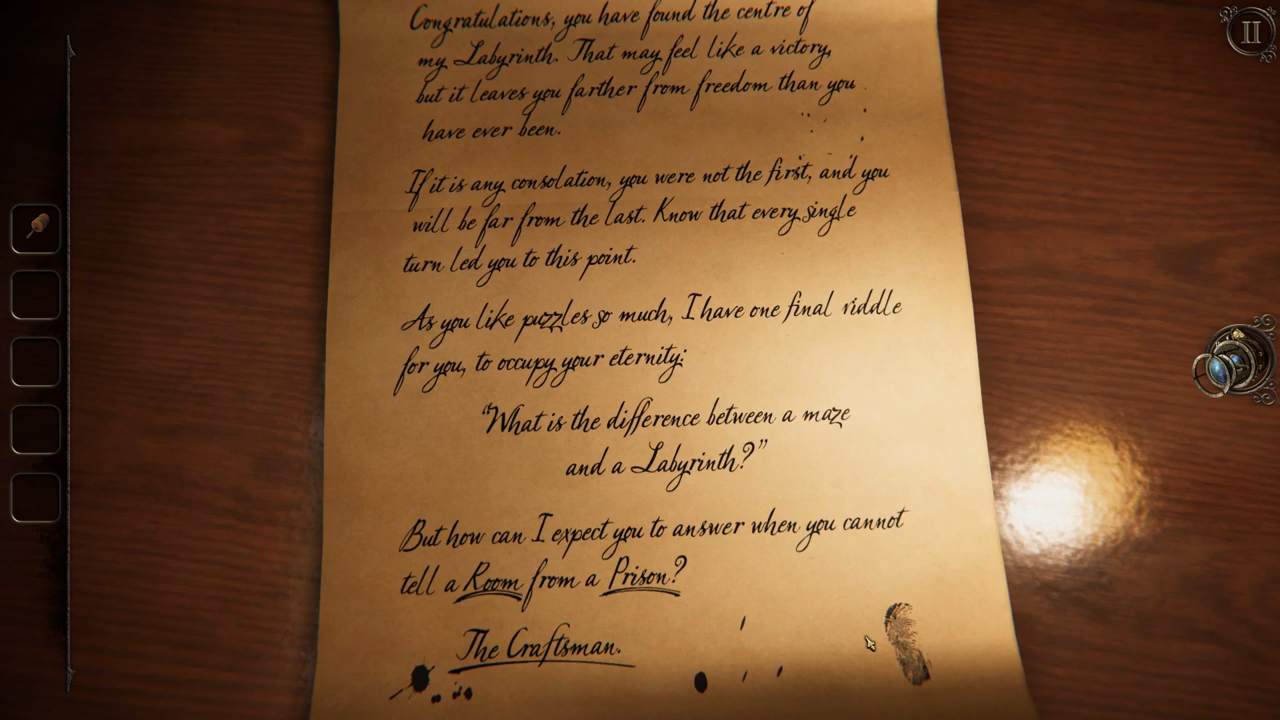 Congratulations, you have found the centre of
my Labyrinth. That may feel like a victory,
but it leaves you farther from freedom than you
have ever been.
If it is any consolation, you were not the first, and you
will be far from the last. Know that every single
turn led you to this point.
As you like puzzles so much, I have one final riddle
for you, to occupy your eternity:
“What is the difference between a maze
and a Labyrinth?”
But how can I expect you to answer when you cannot
tell a Room from a Prison?
The Craftsman.
II